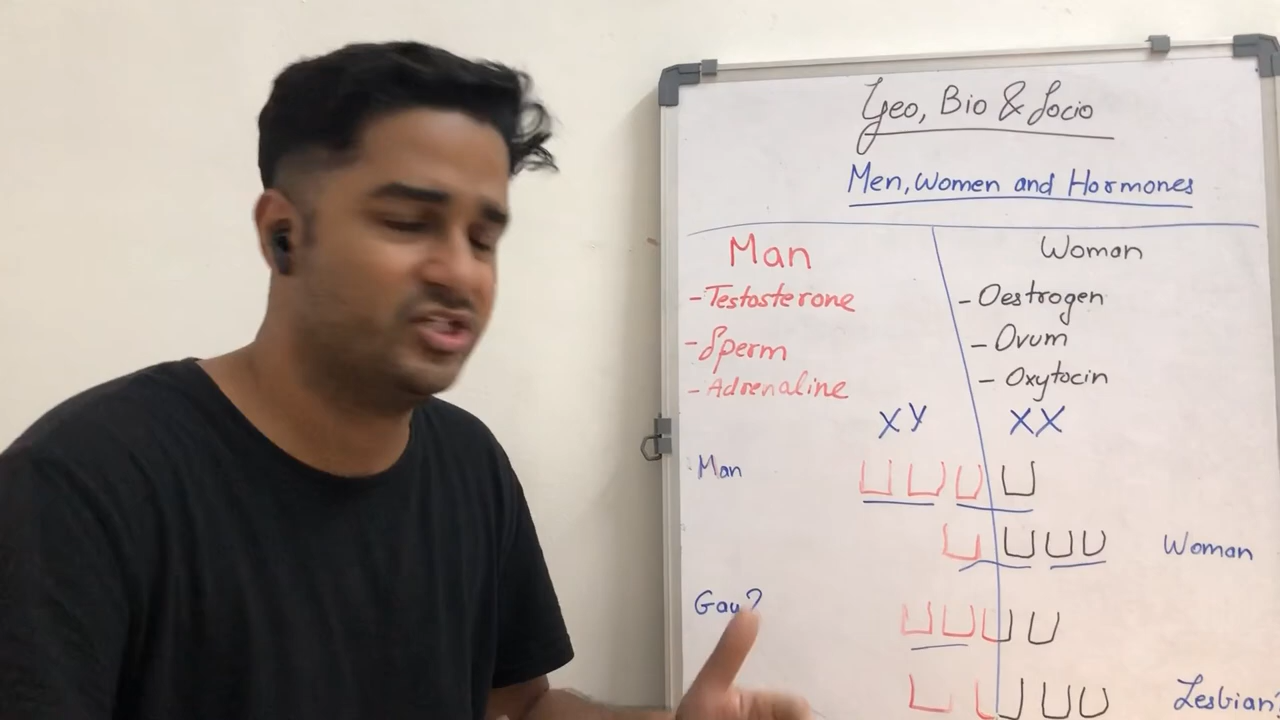 Geo, Bio & Socio
Men, Women and Hormones
Man
Woman
- Testosterone
- Oestrogen
- Sperm
- Ovum
- Adrenaline
- Oxytocin
XY
XX
Man
Woman
Gay?
Lesbian?